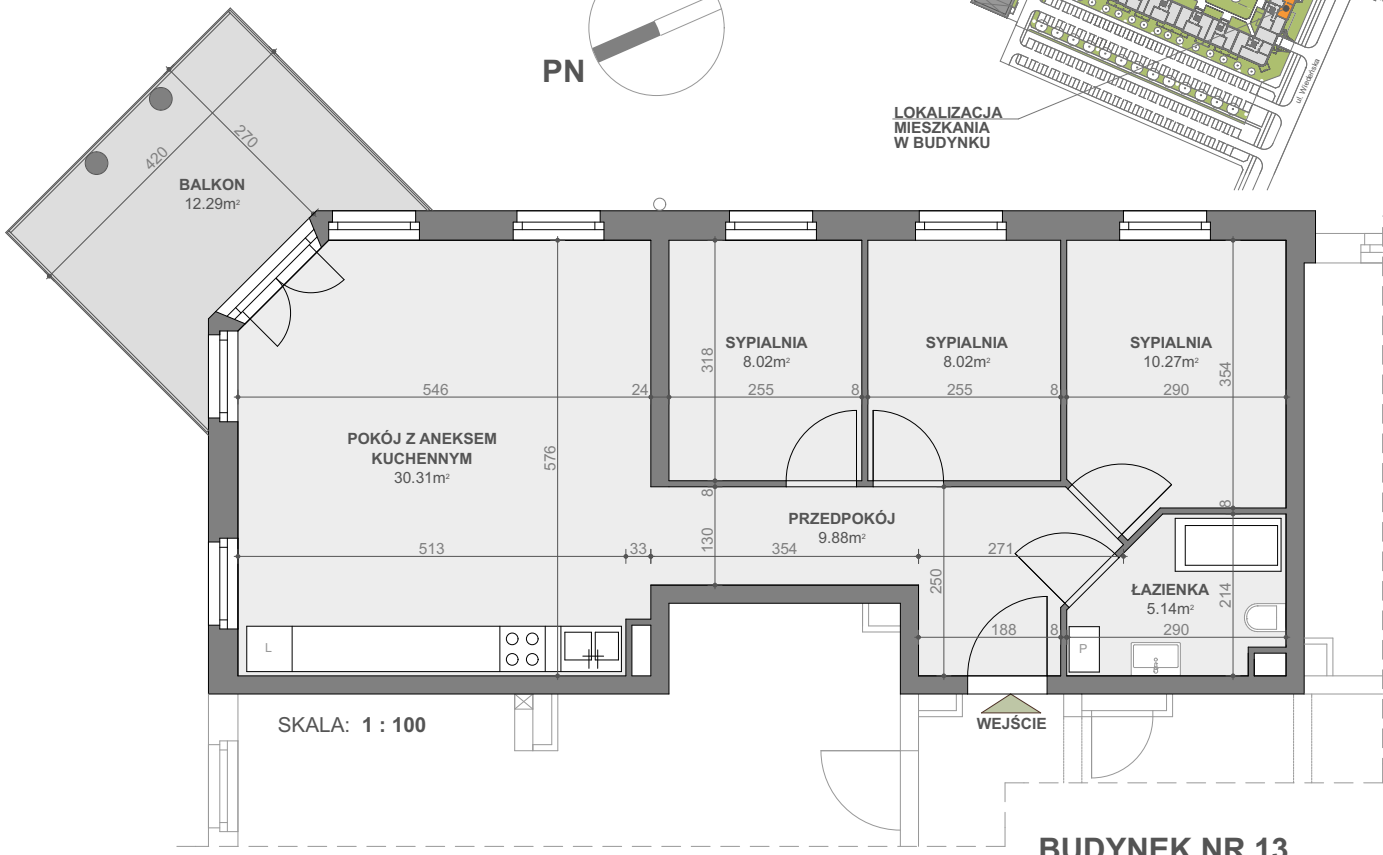 PN
ul. Wiedeńska
LOKALIZACJA
MIESZKANIA
W BUDYNKU
270
420
BALKON
12.29m²
SYPIALNIA
8.02m²
SYPIALNIA
8.02m²
SYPIALNIA
10.27m²
318
354
546
24
255
8
255
8
290
POKÓJ Z ANEKSEM
KUCHENNYM
30.31m²
576
8
8
PRZEDPOKÓJ
9.88m²
513
33
130
354
271
250
ŁAZIENKA
5.14m²
214
188
8
290
L
P
SKALA: 1 : 100
WEJŚCIE
BUDYNEK NR 13